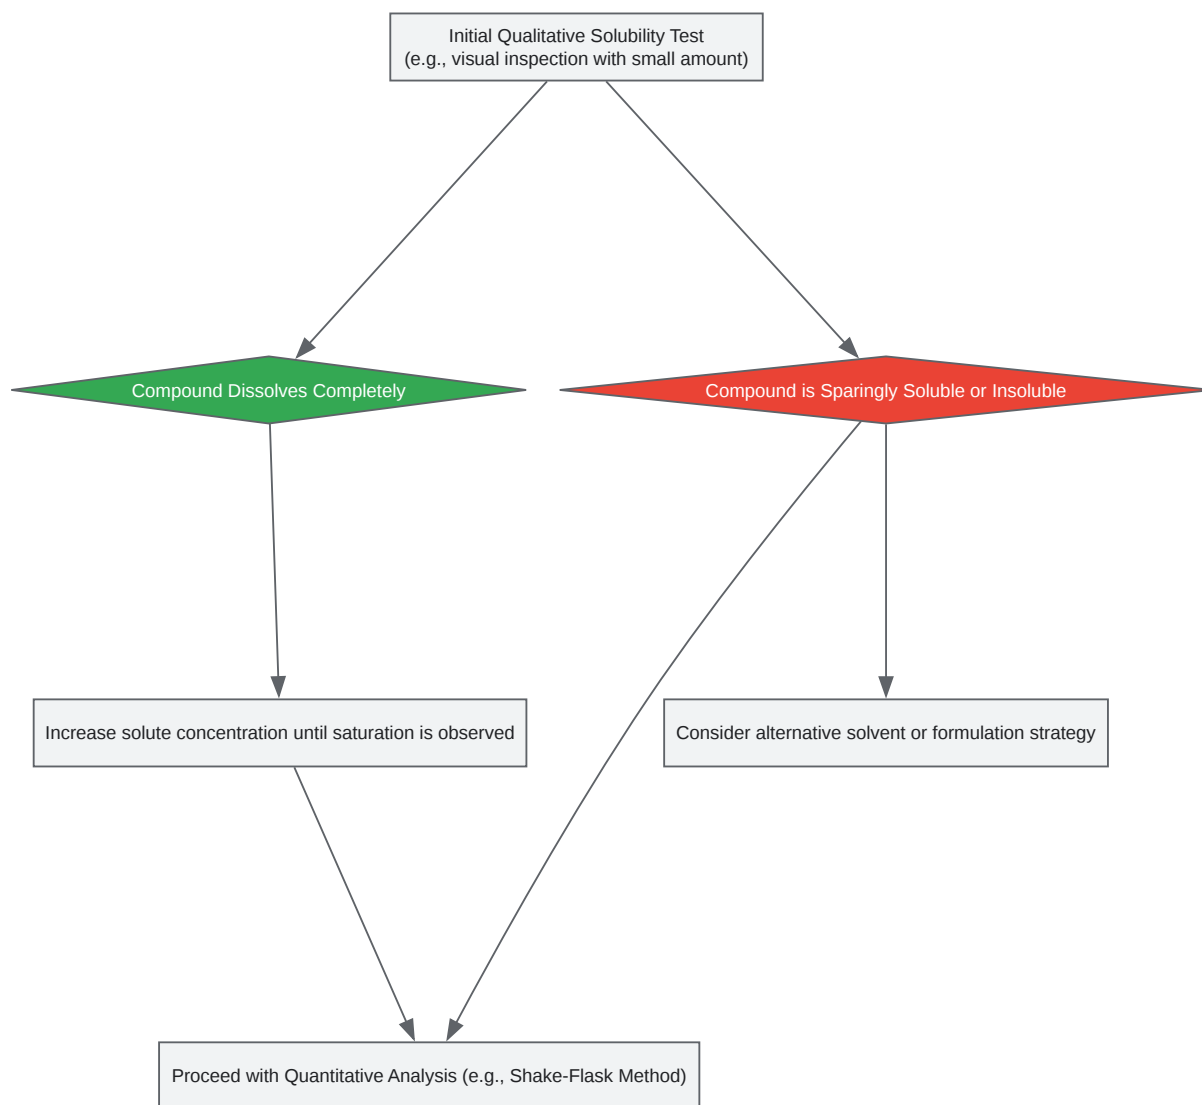 Initial Qualitative Solubility Test
(e.g., visual inspection with small amount)
Compound Dissolves Completely
Compound is Sparingly Soluble or Insoluble
Increase solute concentration until saturation is observed
Consider alternative solvent or formulation strategy
Proceed with Quantitative Analysis (e.g., Shake-Flask Method)